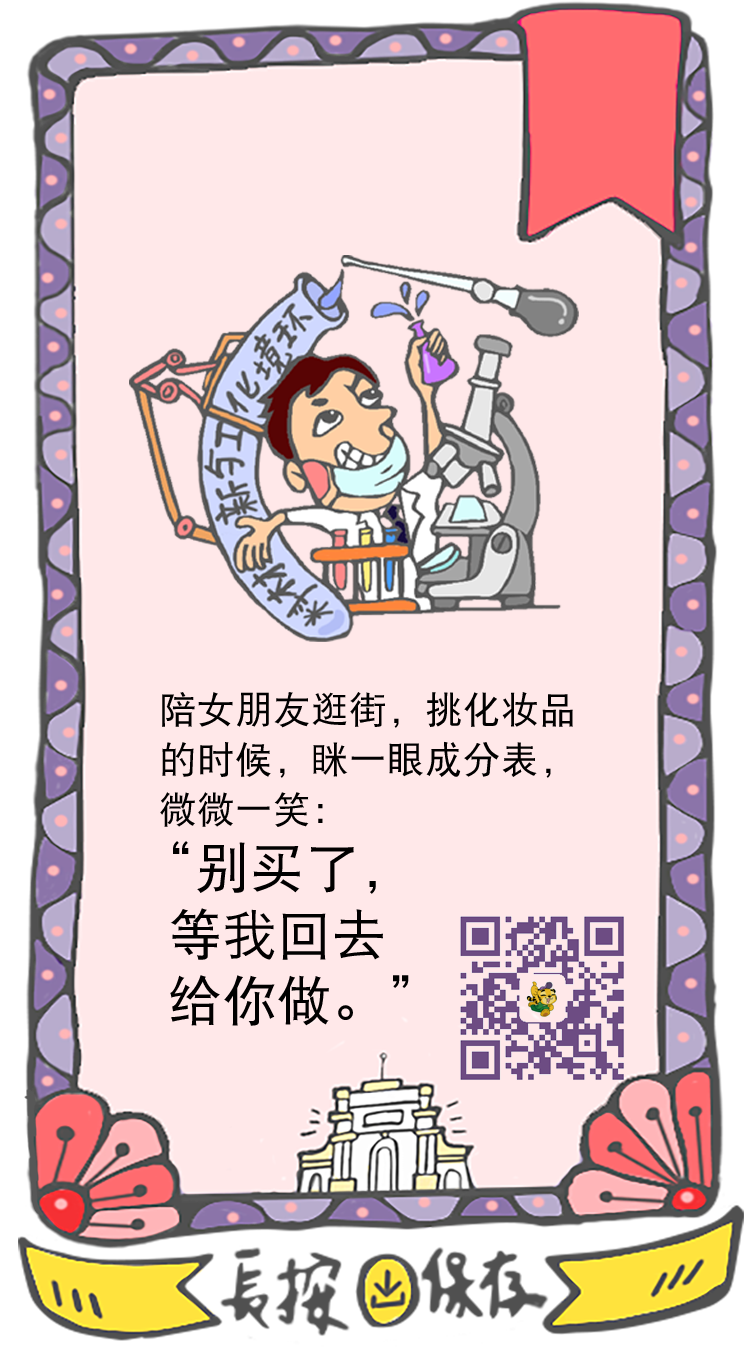 环境化工与新材料
陪女朋友逛街，挑化妆品
的时候，眯一眼成分表，
微微一笑：
“别买了，
等我回去
给你做。”
長按保存